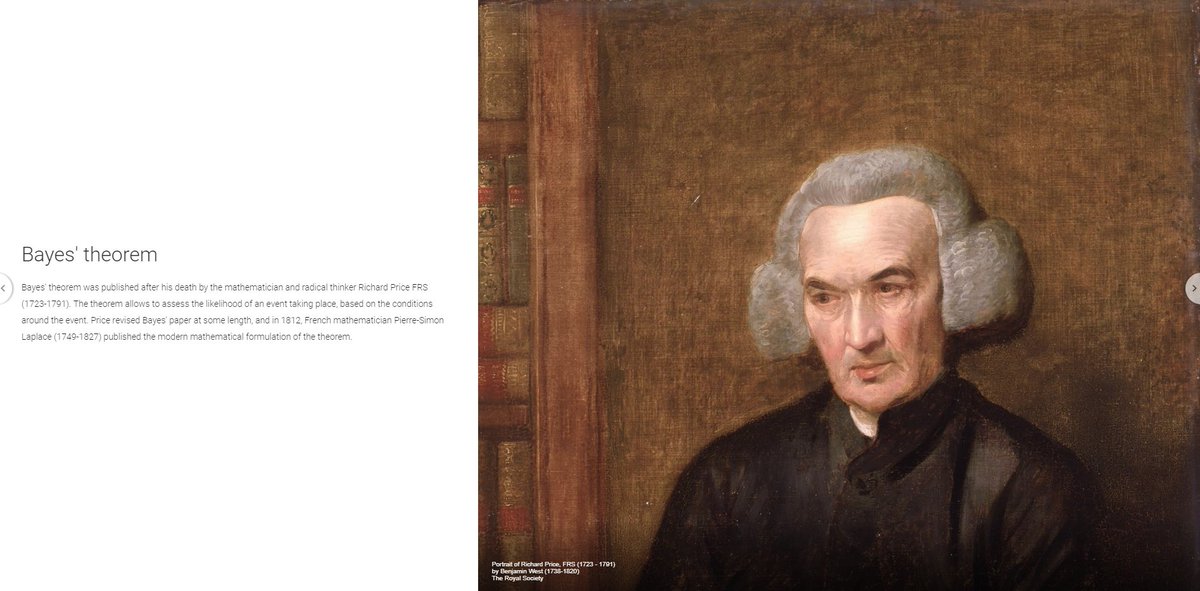 Bayes' theorem
Bayes' theorem was published after his death by the mathematician and radical thinker Richard Price FRS
(1723-1791). The theorem allows to assess the likelihood of an event taking place, based on the conditions
around the event. Price revised Bayes' paper at some length, and in 1812, French mathematician Pierre-Simon
Laplace (1749-1827) published the modern mathematical formulation of the theorem.
Portrait of Richard Price, FRS (1723 - 1791)
by Benjamin West (1738-1820)
The Royal Society